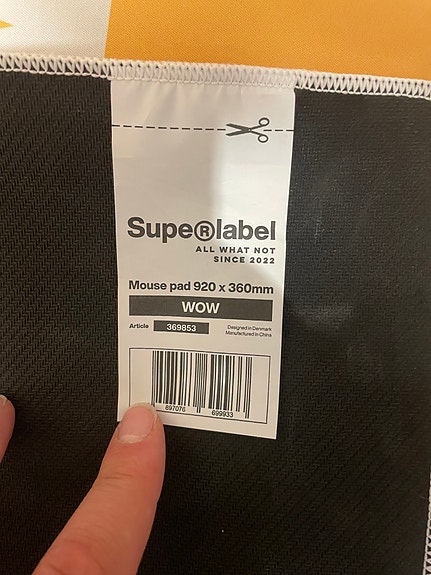 Supe®label
ALL WHAT NOT
SINCE 2022
Mouse pad 920 x 360mm
WOW
Article 369853
Designed in Denmark
Manufactured in China
697076 699933